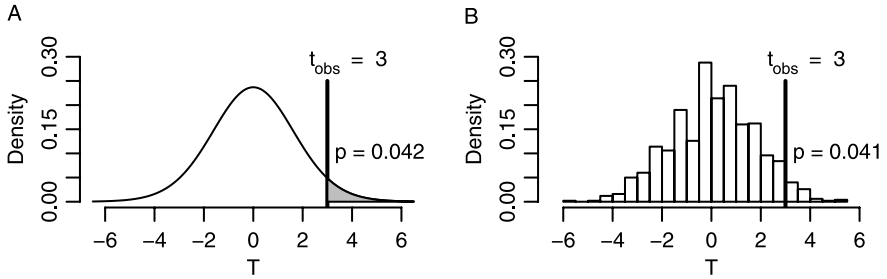 A
Density
0.00 0.15 0.30
t_obs = 3
p = 0.042
−6 −4 −2 0 2 4 6
T
B
Density
0.00 0.15 0.30
t_obs = 3
p = 0.041
−6 −4 −2 0 2 4 6
T